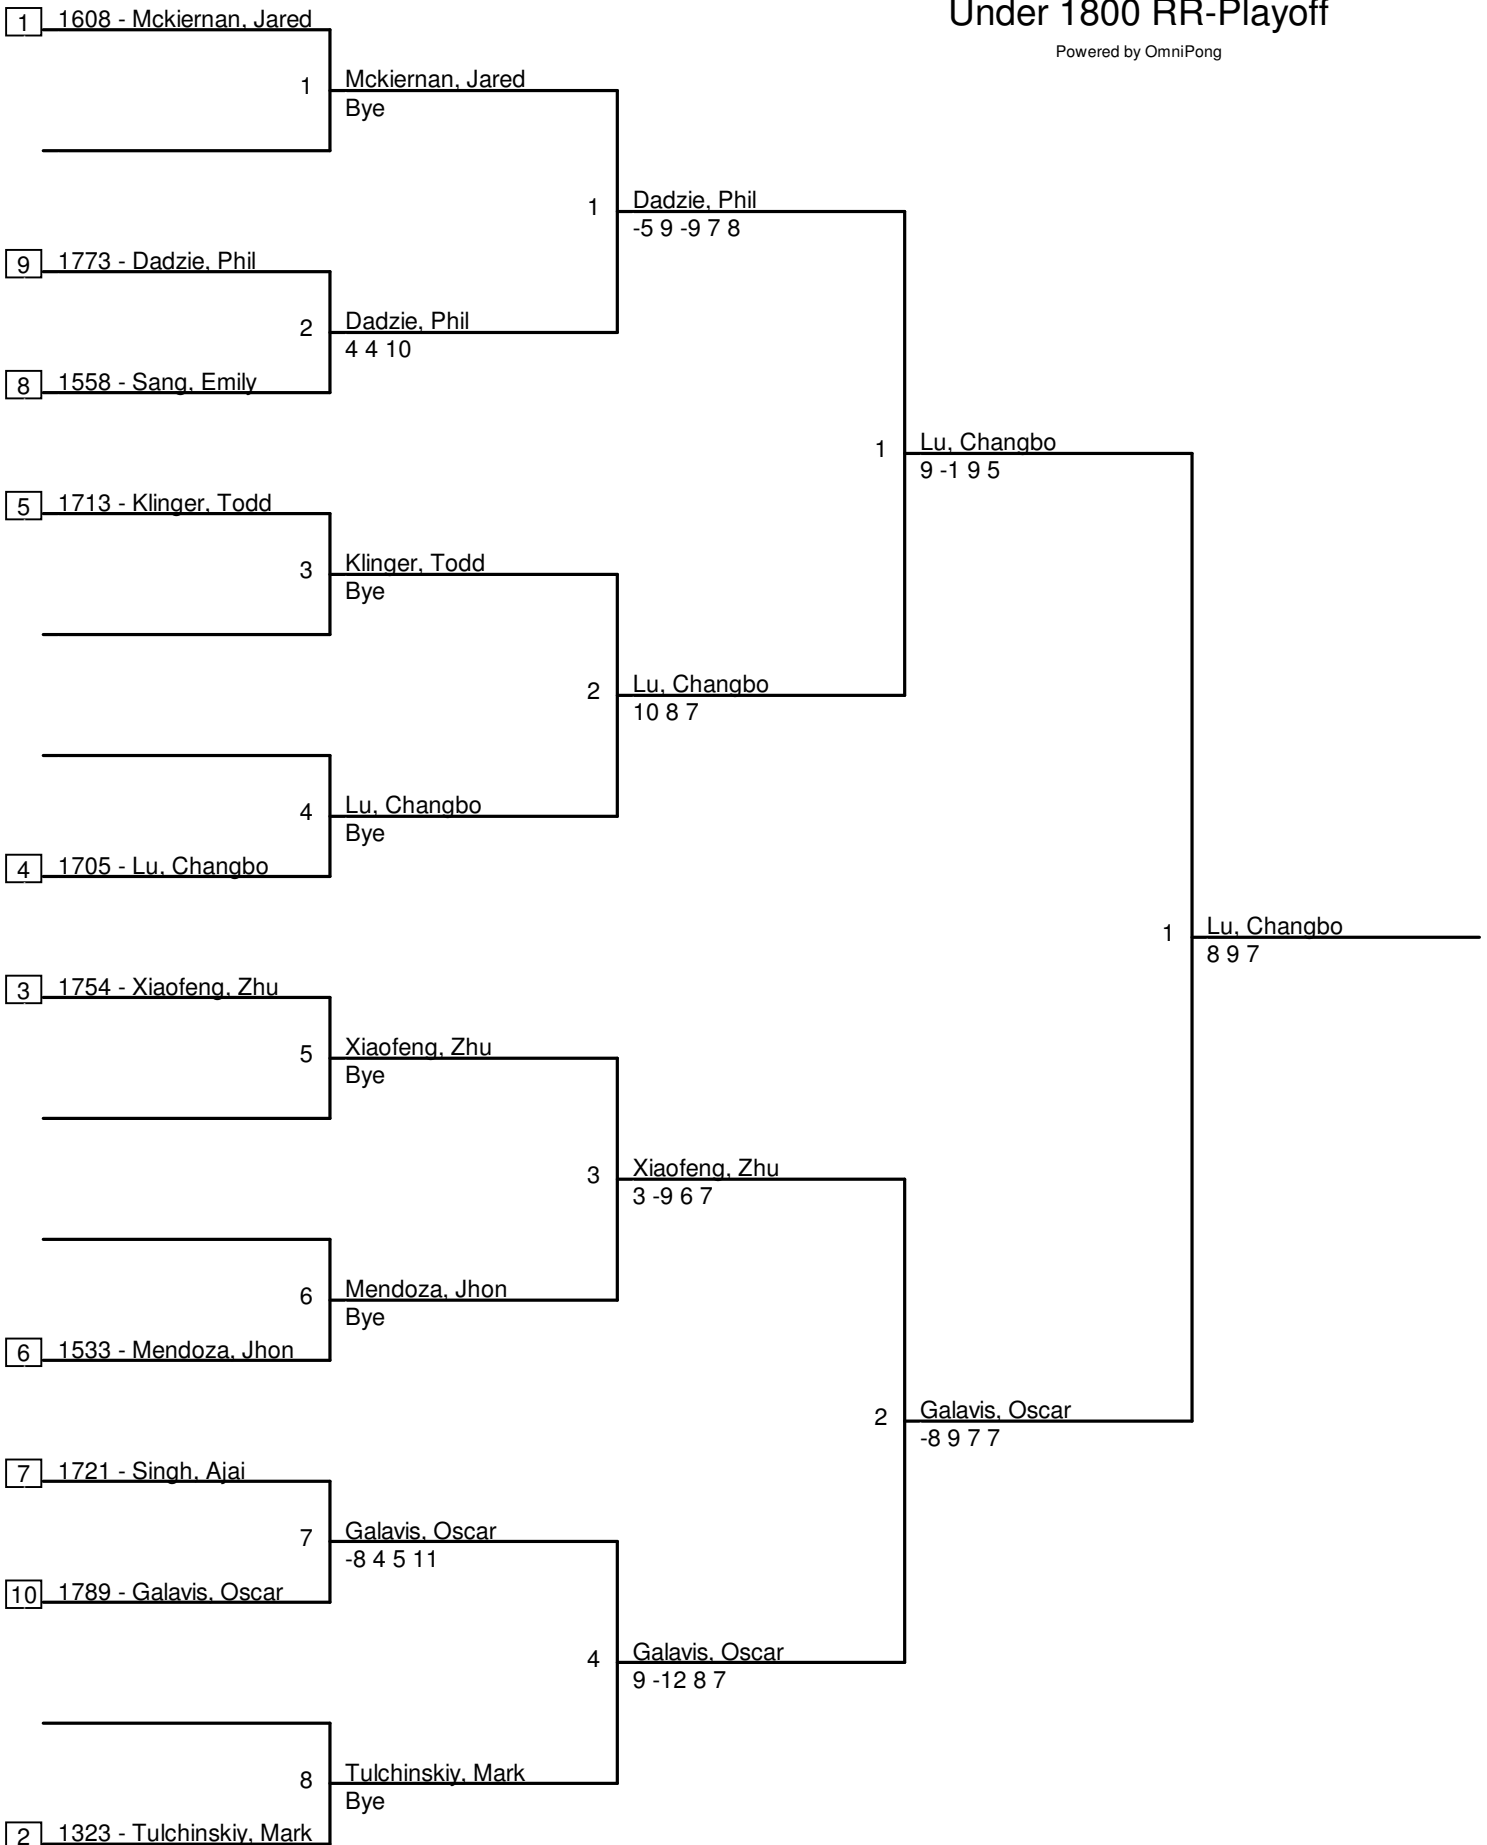 Under 1800 RR-Playoff
Powered by OmniPong
1 1608 - Mckiernan, Jared
1 Mckiernan, Jared
Bye
1 Dadzie, Phil
-5 9 -9 7 8
9 1773 - Dadzie, Phil
2 Dadzie, Phil
4 4 10
8 1558 - Sang, Emily
1 Lu, Changbo
9 -1 9 5
5 1713 - Klinger, Todd
3 Klinger, Todd
Bye
2 Lu, Changbo
10 8 7
4 Lu, Changbo
Bye
4 1705 - Lu, Changbo
1 Lu, Changbo
8 9 7
3 1754 - Xiaofeng, Zhu
5 Xiaofeng, Zhu
Bye
3 Xiaofeng, Zhu
3 -9 6 7
6 Mendoza, Jhon
Bye
6 1533 - Mendoza, Jhon
2 Galavis, Oscar
-8 9 7 7
7 1721 - Singh, Ajai
7 Galavis, Oscar
-8 4 5 11
10 1789 - Galavis, Oscar
4 Galavis, Oscar
9 -12 8 7
8 Tulchinskiy, Mark
Bye
2 1323 - Tulchinskiy, Mark